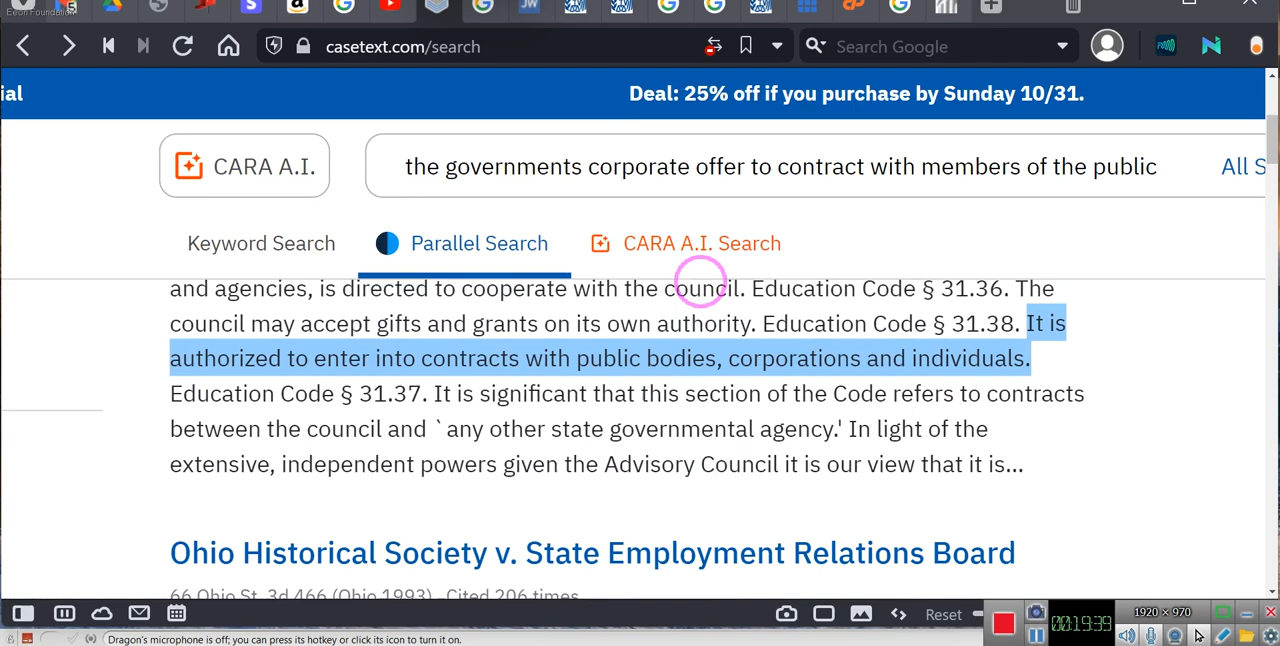 Eeon Foundation
casetext.com/search
Search Google
ial
Deal: 25% off if you purchase by Sunday 10/31.
CARA A.I.
the governments corporate offer to contract with members of the public
All S
Keyword Search
Parallel Search
CARA A.I. Search
and agencies, is directed to cooperate with the council. Education Code § 31.36. The
council may accept gifts and grants on its own authority. Education Code § 31.38. It is
authorized to enter into contracts with public bodies, corporations and individuals.
Education Code § 31.37. It is significant that this section of the Code refers to contracts
between the council and `any other state governmental agency.' In light of the
extensive, independent powers given the Advisory Council it is our view that it is...
Ohio Historical Society v. State Employment Relations Board
66 Ohio St. 3d 466 (Ohio 1993) Cited 206 times
Reset
00:19:39
1920 × 970
Dragon's microphone is off; you can press its hotkey or click its icon to turn it on.